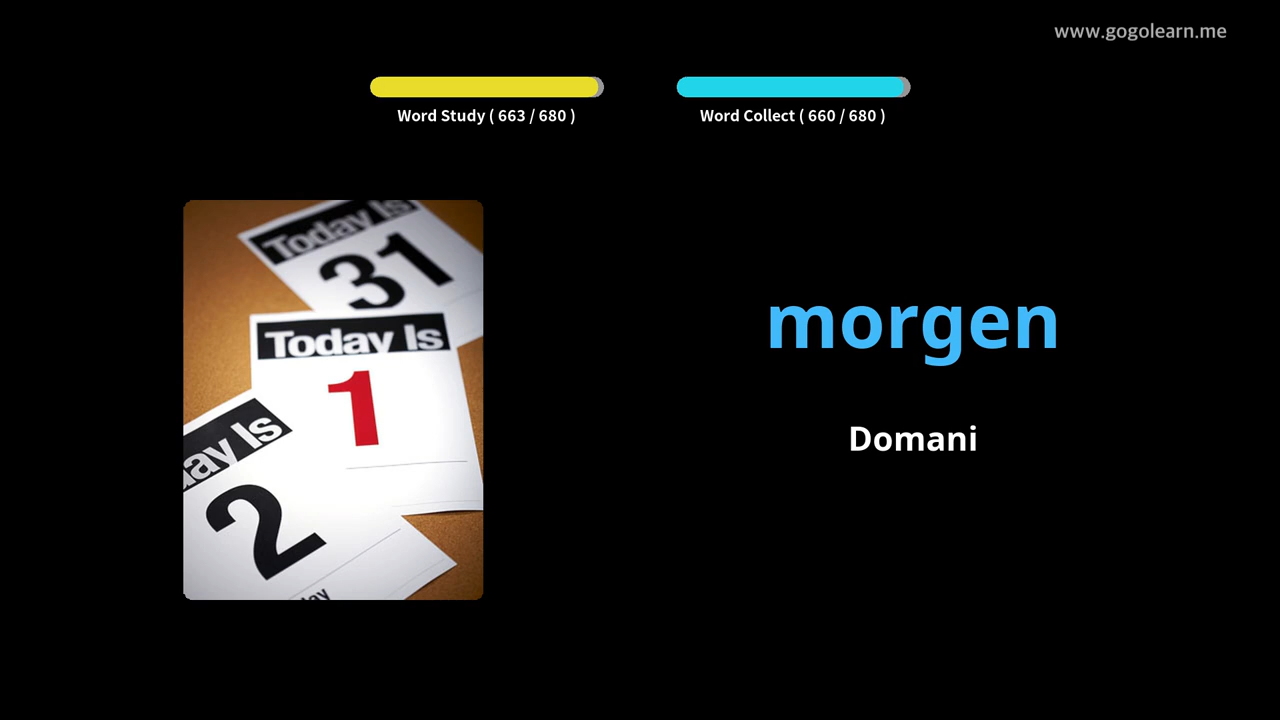 www.gogolearn.me
Word Study ( 663 / 680 )
Word Collect ( 660 / 680 )
Today Is
31
Today Is
1
ay Is
2
morgen
Domani